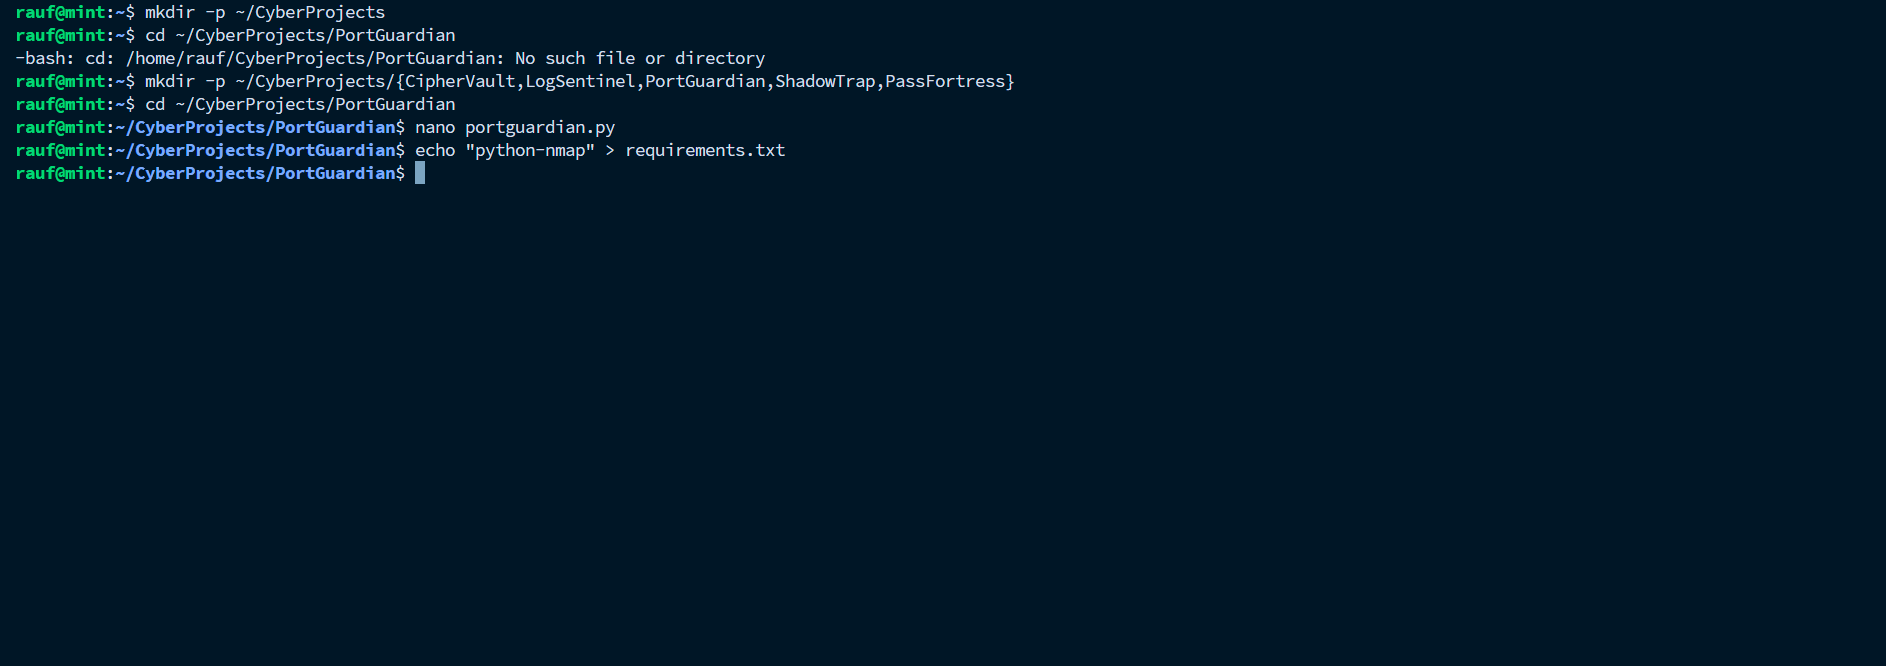 rauf@mint:~$ mkdir -p ~/CyberProjects
rauf@mint:~$ cd ~/CyberProjects/PortGuardian
-bash: cd: /home/rauf/CyberProjects/PortGuardian: No such file or directory
rauf@mint:~$ mkdir -p ~/CyberProjects/{CipherVault,LogSentinel,PortGuardian,ShadowTrap,PassFortress}
rauf@mint:~$ cd ~/CyberProjects/PortGuardian
rauf@mint:~/CyberProjects/PortGuardian$ nano portguardian.py
rauf@mint:~/CyberProjects/PortGuardian$ echo "python-nmap" > requirements.txt
rauf@mint:~/CyberProjects/PortGuardian$